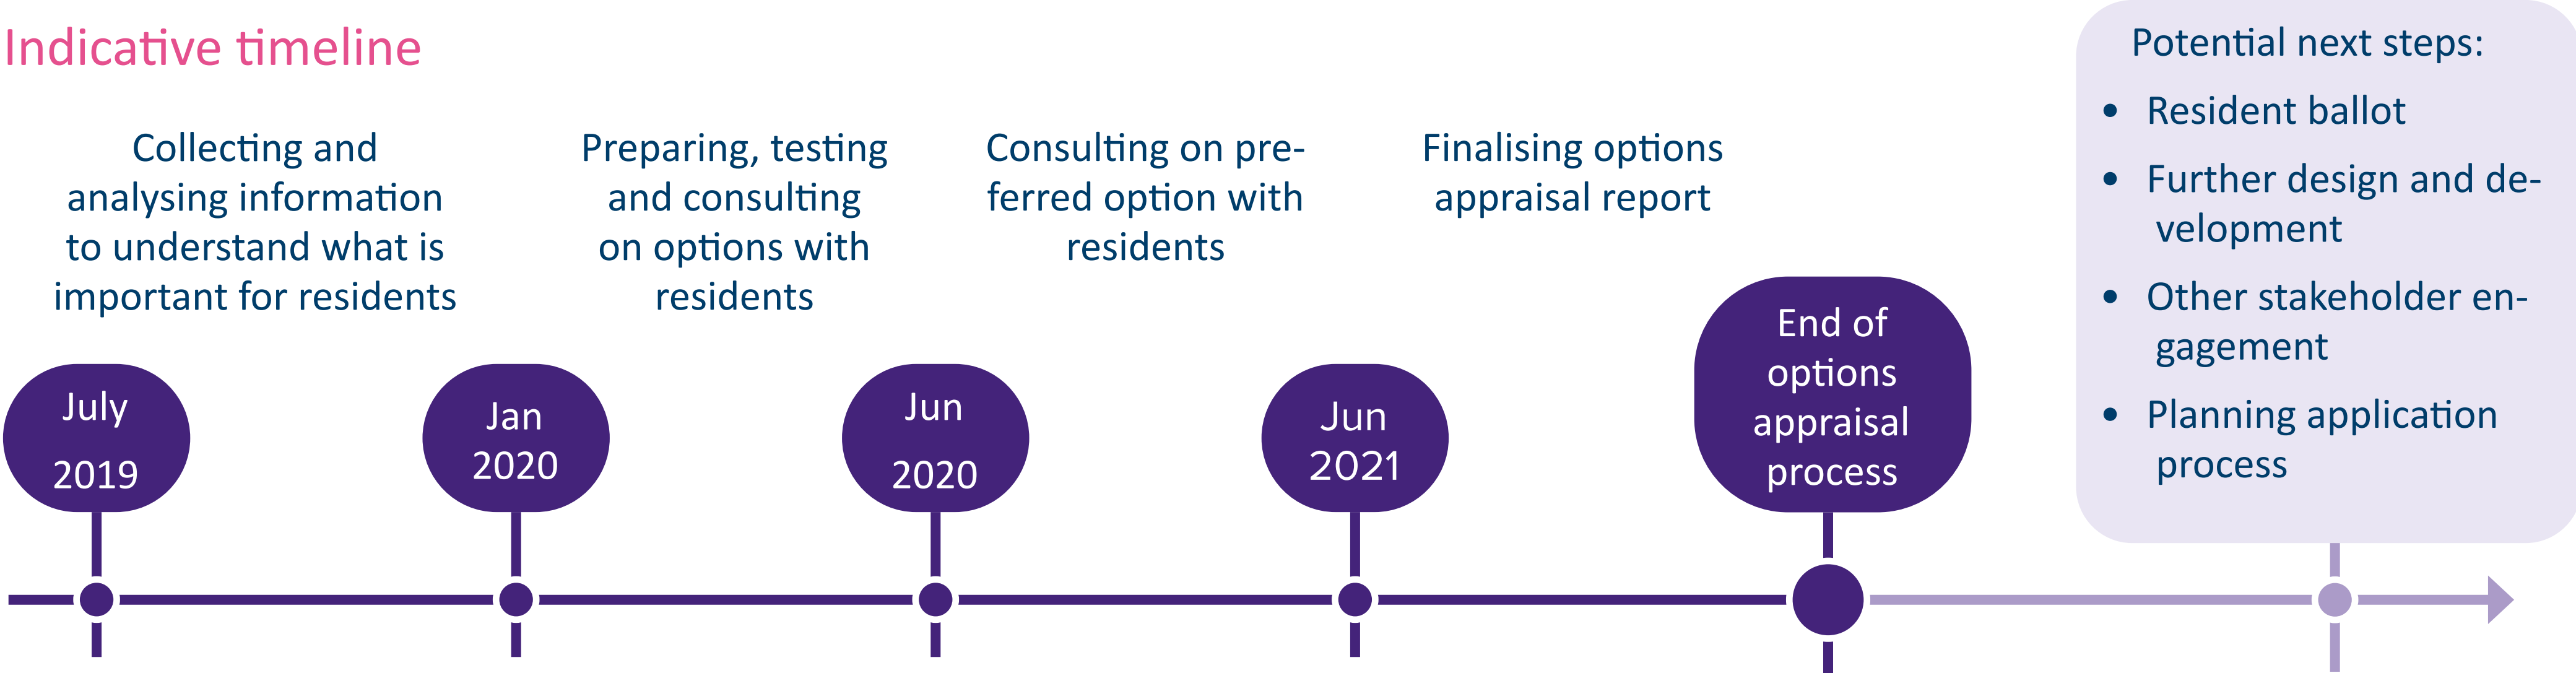 Indicative timeline
Collecting and
analysing information
to understand what is
important for residents
Preparing, testing
and consulting
on options with
residents
Consulting on pre-
ferred option with
residents
Finalising options
appraisal report
July
2019
Jan
2020
Jun
2020
Jun
2021
End of
options
appraisal
process
Potential next steps:
• Resident ballot
• Further design and de-
velopment
• Other stakeholder en-
gagement
• Planning application
process